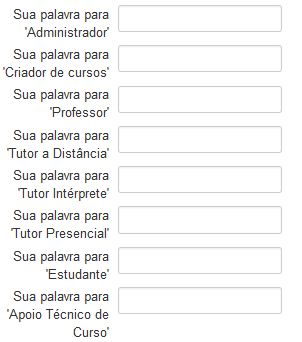 Sua palavra para
'Administrador'
Sua palavra para
'Criador de cursos'
Sua palavra para
'Professor'
Sua palavra para
'Tutor a Distância'
Sua palavra para
'Tutor Intérprete'
Sua palavra para
'Tutor Presencial'
Sua palavra para
'Estudante'
Sua palavra para
'Apoio Técnico de
Curso'